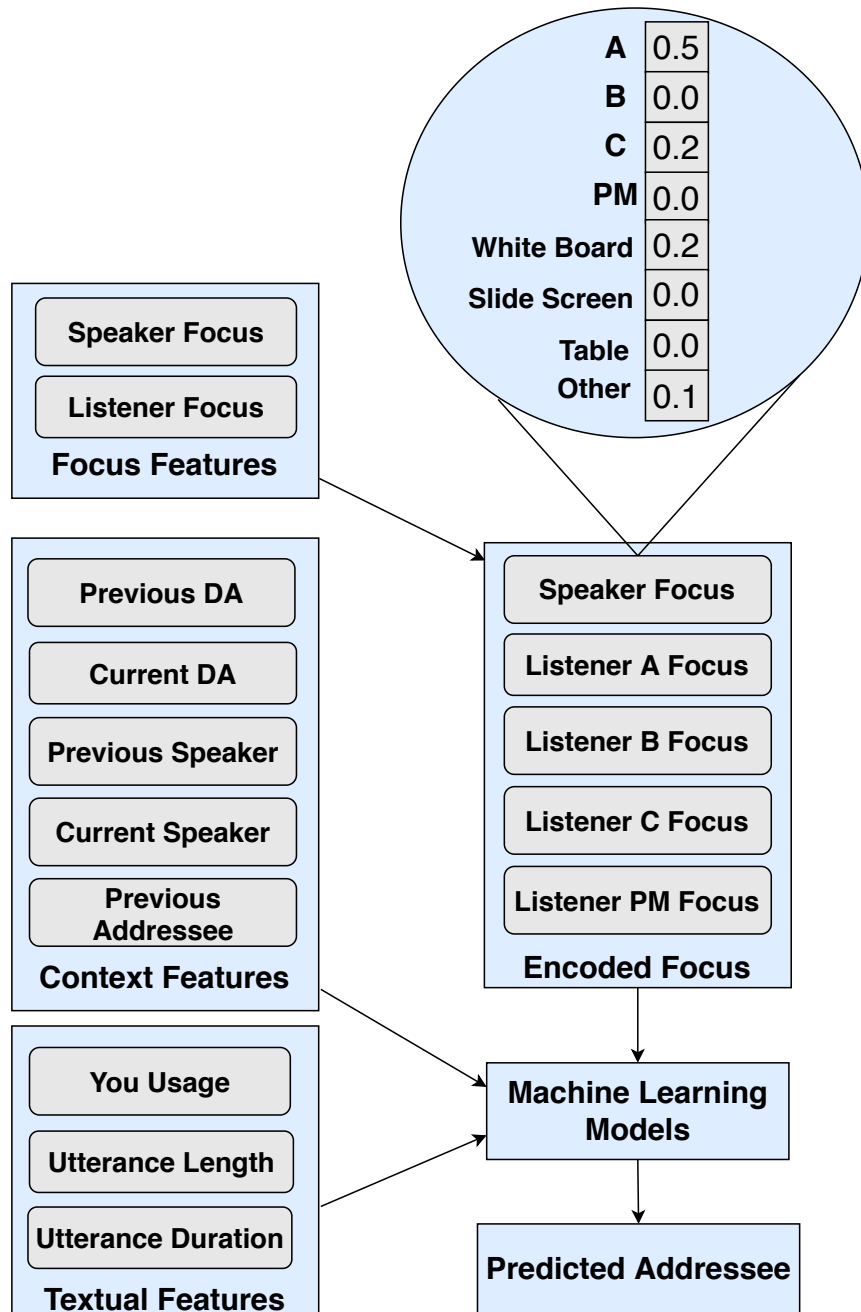 A 0.5
B 0.0
C 0.2
PM 0.0
White Board 0.2
Slide Screen 0.0
Table 0.0
Other 0.1
Speaker Focus
Listener Focus
Focus Features
Previous DA
Current DA
Previous Speaker
Current Speaker
Previous
Addressee
Context Features
You Usage
Utterance Length
Utterance Duration
Textual Features
Speaker Focus
Listener A Focus
Listener B Focus
Listener C Focus
Listener PM Focus
Encoded Focus
Machine Learning
Models
Predicted Addressee